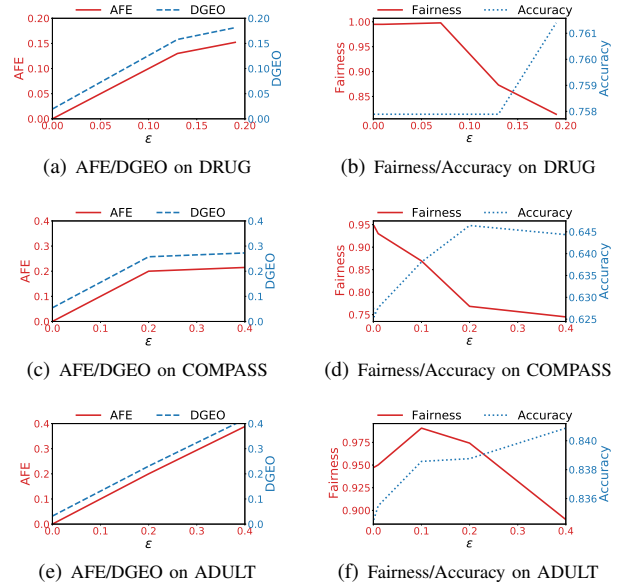 AFE DGEO
0.20 0.20
0.15 0.15
0.10 0.10
0.05 0.05
0.00 0.00
AFE
DGEO
0.00 0.05 0.10 0.15 0.20
ε
(a) AFE/DGEO on DRUG
Fairness Accuracy
1.00
0.95
0.90
0.85
0.761
0.759
0.758
Fairness
Accuracy
0.00 0.05 0.10 0.15 0.20
ε
(b) Fairness/Accuracy on DRUG
AFE DGEO
0.4 0.4
0.3 0.3
0.2 0.2
0.1 0.1
0.0 0.0
AFE
DGEO
0.0 0.1 0.2 0.3 0.4
ε
(c) AFE/DGEO on COMPASS
Fairness Accuracy
0.95
0.90
0.85
0.80
0.75
0.645
0.640
0.635
0.630
0.625
Fairness
Accuracy
0.0 0.1 0.2 0.3 0.4
ε
(d) Fairness/Accuracy on COMPASS
AFE DGEO
0.4 0.4
0.3 0.3
0.2 0.2
0.1 0.1
0.0 0.0
AFE
DGEO
0.0 0.1 0.2 0.3 0.4
ε
(e) AFE/DGEO on ADULT
Fairness Accuracy
0.975
0.950
0.925
0.900
0.840
0.838
0.836
Fairness
Accuracy
0.0 0.1 0.2 0.3 0.4
ε
(f) Fairness/Accuracy on ADULT